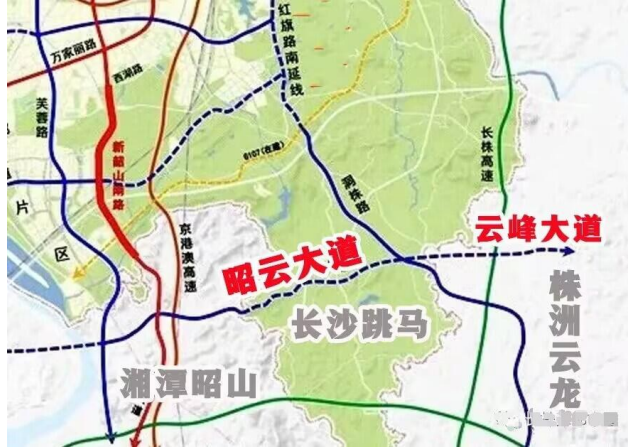 红旗路南延线
万家丽路
西湖路
芙蓉路
G107(在建)
长株高速
新韶山南路
洞株路
片区
京港澳高速
昭云大道
云峰大道
长沙跳马
株洲云龙
湘潭昭山
道